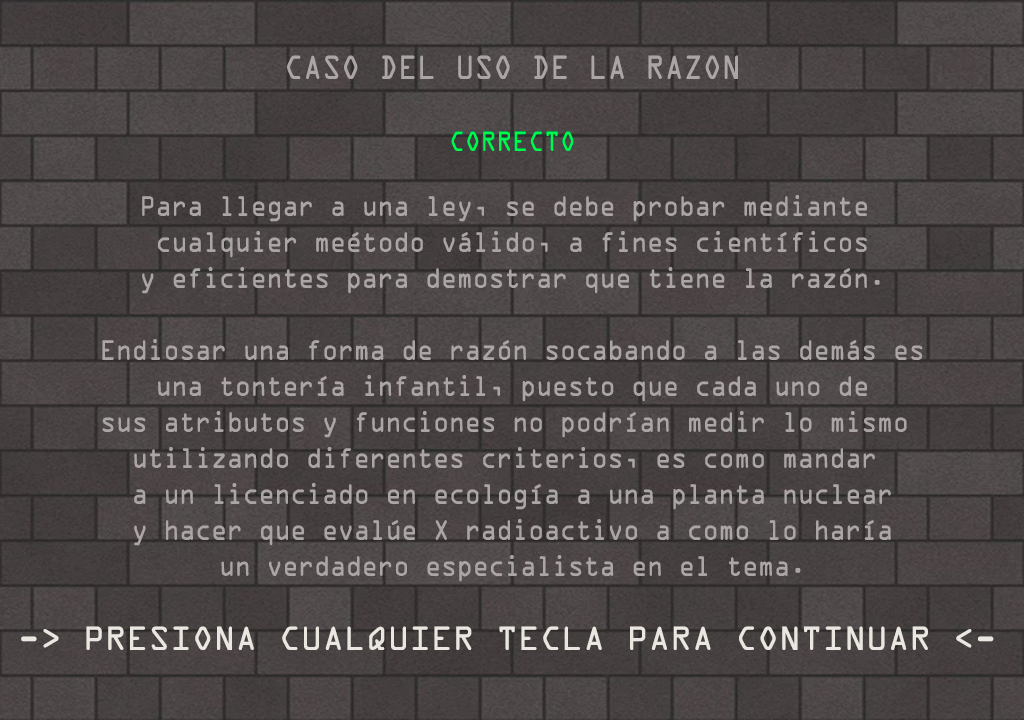 CASO DEL USO DE LA RAZON
CORRECTO
Para llegar a una ley, se debe probar mediante
cualquier meétodo válido, a fines científicos
y eficientes para demostrar que tiene la razón.
Endiosar una forma de razón socabando a las demás es
una tontería infantil, puesto que cada uno de
sus atributos y funciones no podrían medir lo mismo
utilizando diferentes criterios, es como mandar
a un licenciado en ecología a una planta nuclear
y hacer que evalúe X radioactivo a como lo haría
un verdadero especialista en el tema.
-> PRESIONA CUALQUIER TECLA PARA CONTINUAR <-